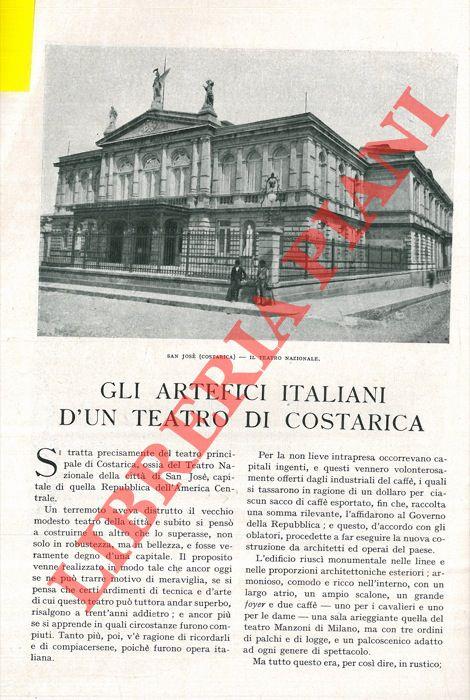 SAN JOSÈ (COSTARICA) — IL TEATRO NAZIONALE.
GLI ARTEFICI ITALIANI
D'UN TEATRO DI COSTARICA
SI tratta precisamente del teatro princi-
pale di Costarica, ossia del Teatro Na-
zionale della città di San José, capi-
tale di quella Repubblica dell'America Cen-
trale.
Un terremoto aveva distrutto il vecchio
modesto teatro della città, e subito si pensò
a costruirne un altro che lo superasse, non
solo in robustezza, ma in bellezza, e fosse ve-
ramente degno d'una capitale. Il proposito
venne realizzato in modo tale che ancor oggi
se ne può trarre motivo di meraviglia, se si
pensa che gli ardimenti di tecnica e d'arte
di cui questo teatro può tuttora andar superbo,
risalgono a trent'anni addietro; e ancor più
se si apprende in quali circostanze furono com-
piuti. Tanto più, poi, v'è ragione di ricordarli
e di compiacersene, poichè furono opera ita-
liana.
Per la non lieve intrapresa occorrevano ca-
pitali ingenti, e questi vennero volonterosa-
mente offerti dagli industriali del caffè, i quali
si tassarono in ragione di un dollaro per cia-
scun sacco di caffè esportato, fin che, raccolta
una somma rilevante, l'affidarono al Governo
della Repubblica; e questo, d'accordo con gli
oblatori, procedette a far eseguire la nuova co-
struzione da architetti ed operai del paese.
L'edificio riuscì monumentale nelle linee e
nelle proporzioni architettoniche esteriori; ar-
monioso, comodo e ricco nell'interno, con un
largo atrio, un ampio scalone, un grande
foyer e due caffè — uno per i cavalieri e uno
per le dame — una sala arieggiante quella del
teatro Manzoni di Milano, ma con tre ordini
di palchi e di logge, e un palcoscenico adatto
ad ogni genere di spettacolo.
Ma tutto questo era, per così dire, in rustico;
LIBRERIA PIANI